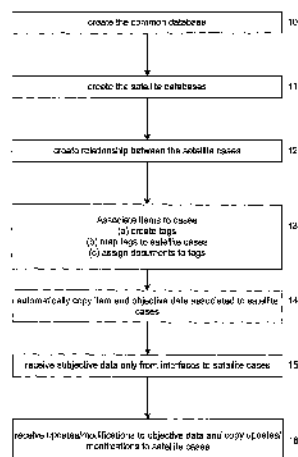 create the common database
10
create the satellite databases
11
create relationship between the satellite cases
12
Associate items to cases
(a) create tags
(b) map tags to satellite cases
(c) assign documents to tags
13
automatically copy item and objective data associated to satellite
cases
14
receive subjective data only from interfaces to satellite cases
15
receive updates/modifications to objective data and copy updates/
modifications to satellite cases
16